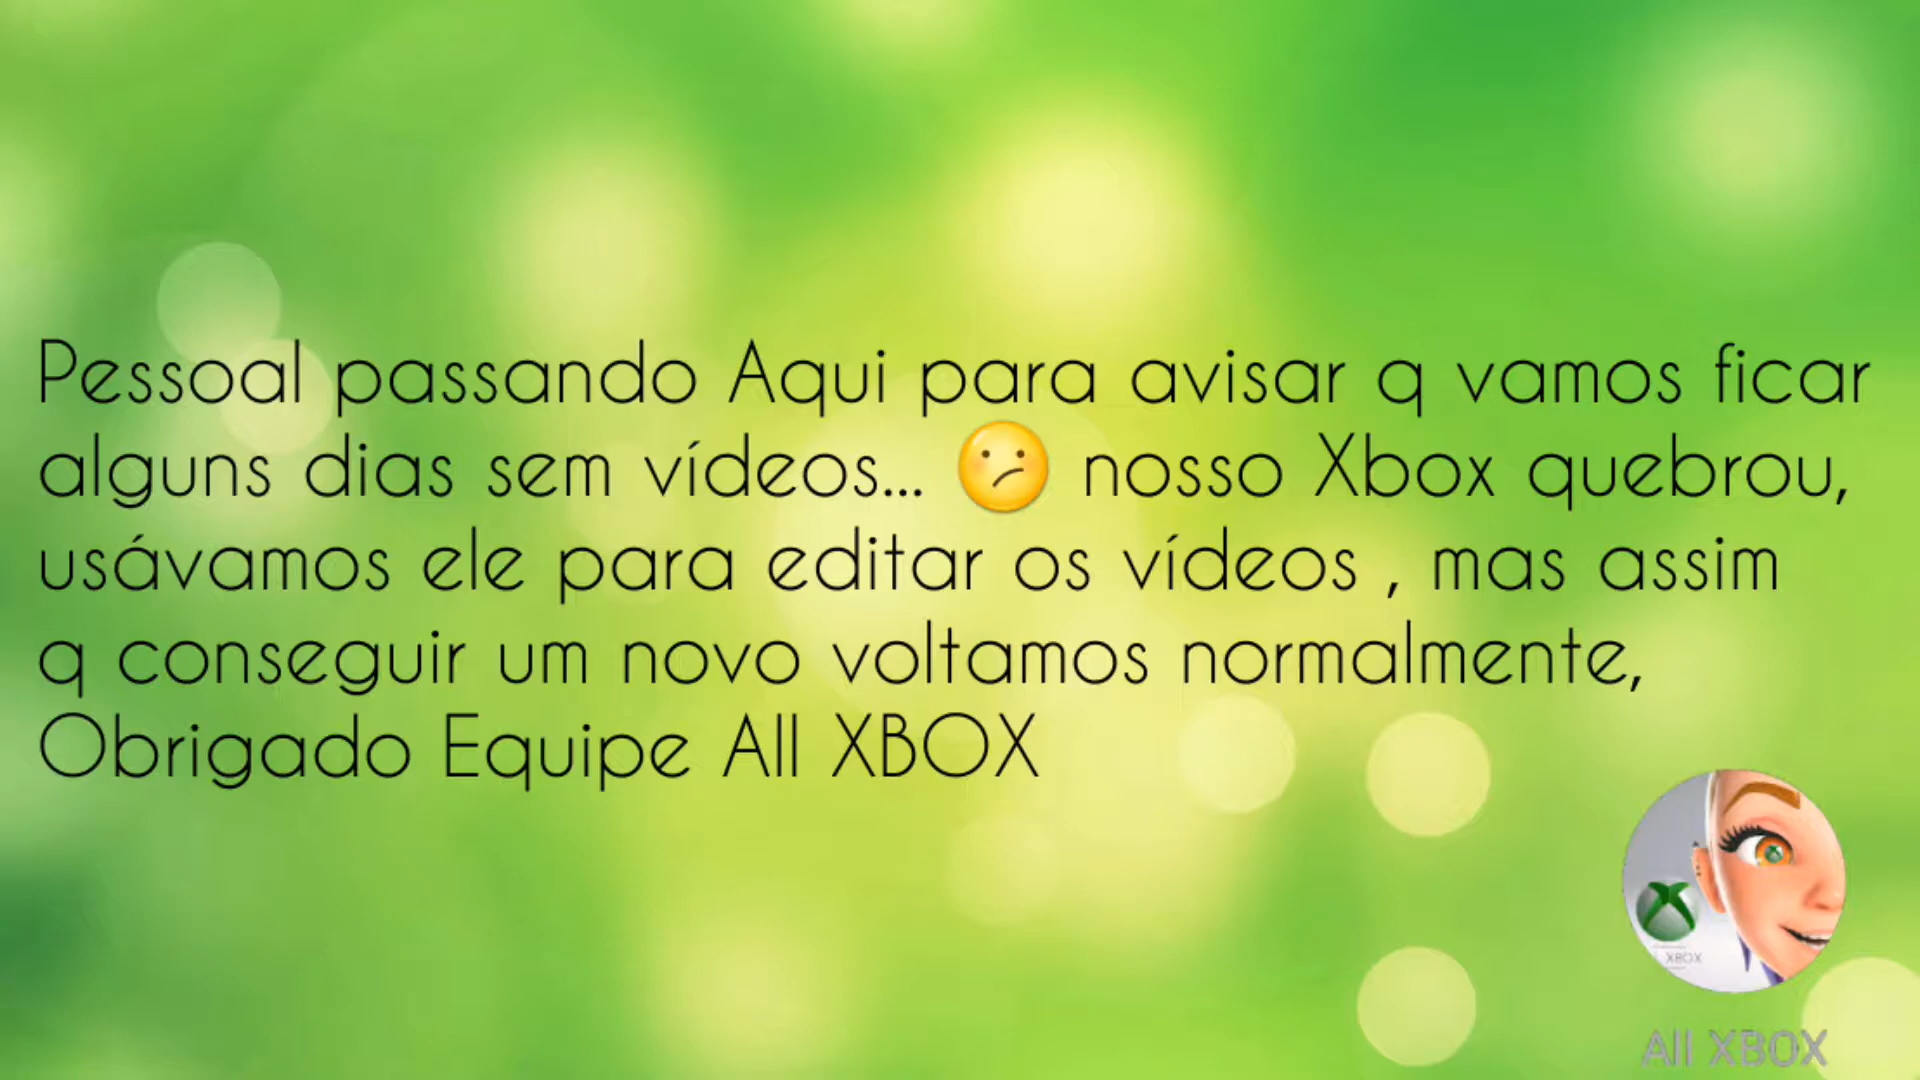 Pessoal passando Aqui para avisar q vamos ficar
alguns dias sem vídeos... 😕 nosso Xbox quebrou,
usávamos ele para editar os vídeos , mas assim
q conseguir um novo voltamos normalmente,
Obrigado Equipe All XBOX
XBOX
All XBOX